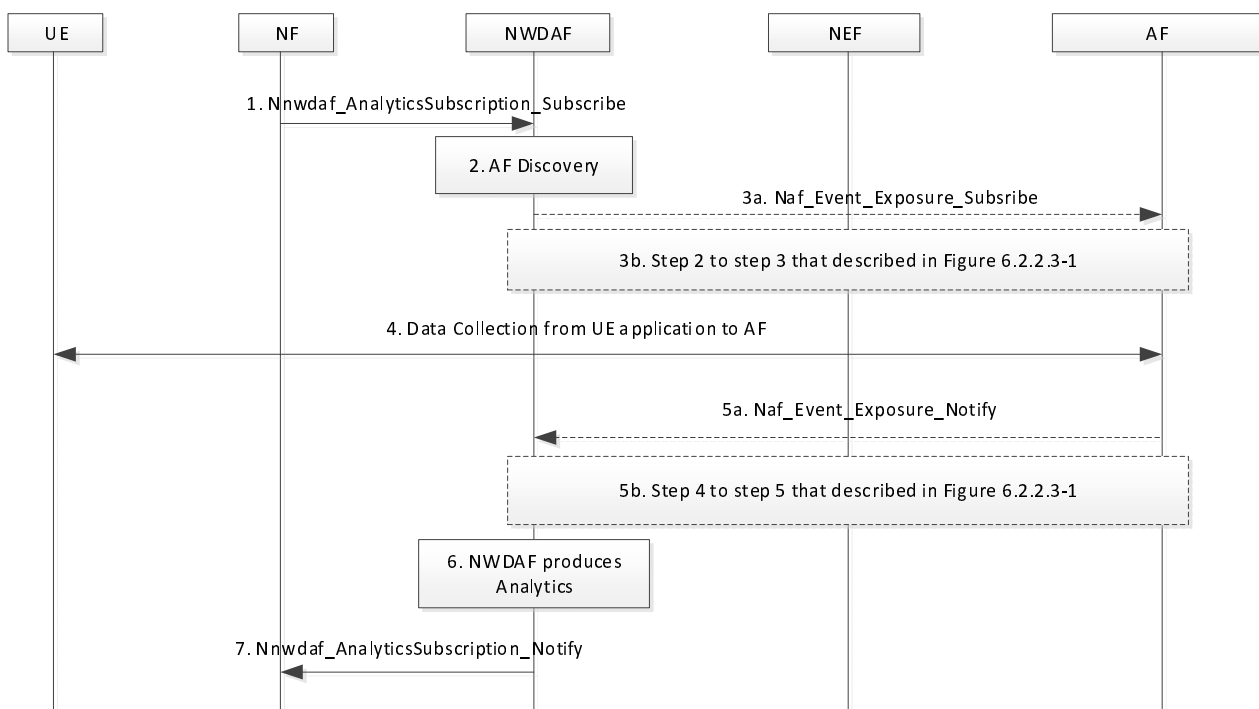 UE
NF
NWDAF
NEF
AF
1. Nnwdaf_AnalyticsSubscription_Subscribe
2. AF Discovery
3a. Naf_Event_Exposure_Subsribe
3b. Step 2 to step 3 that described in Figure 6.2.2.3-1
4. Data Collection from UE application to AF
5a. Naf_Event_Exposure_Notify
5b. Step 4 to step 5 that described in Figure 6.2.2.3-1
6. NWDAF produces
Analytics
7. Nnwdaf_AnalyticsSubscription_Notify